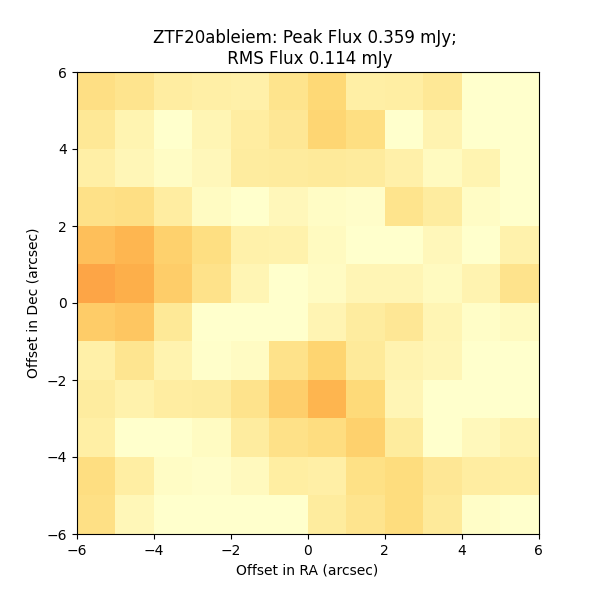 ZTF20ableiem: Peak Flux 0.359 mJy;
RMS Flux 0.114 mJy
6
4
2
0
−2
−4
−6
Offset in Dec (arcsec)
−6 −4 −2 0 2 4 6
Offset in RA (arcsec)